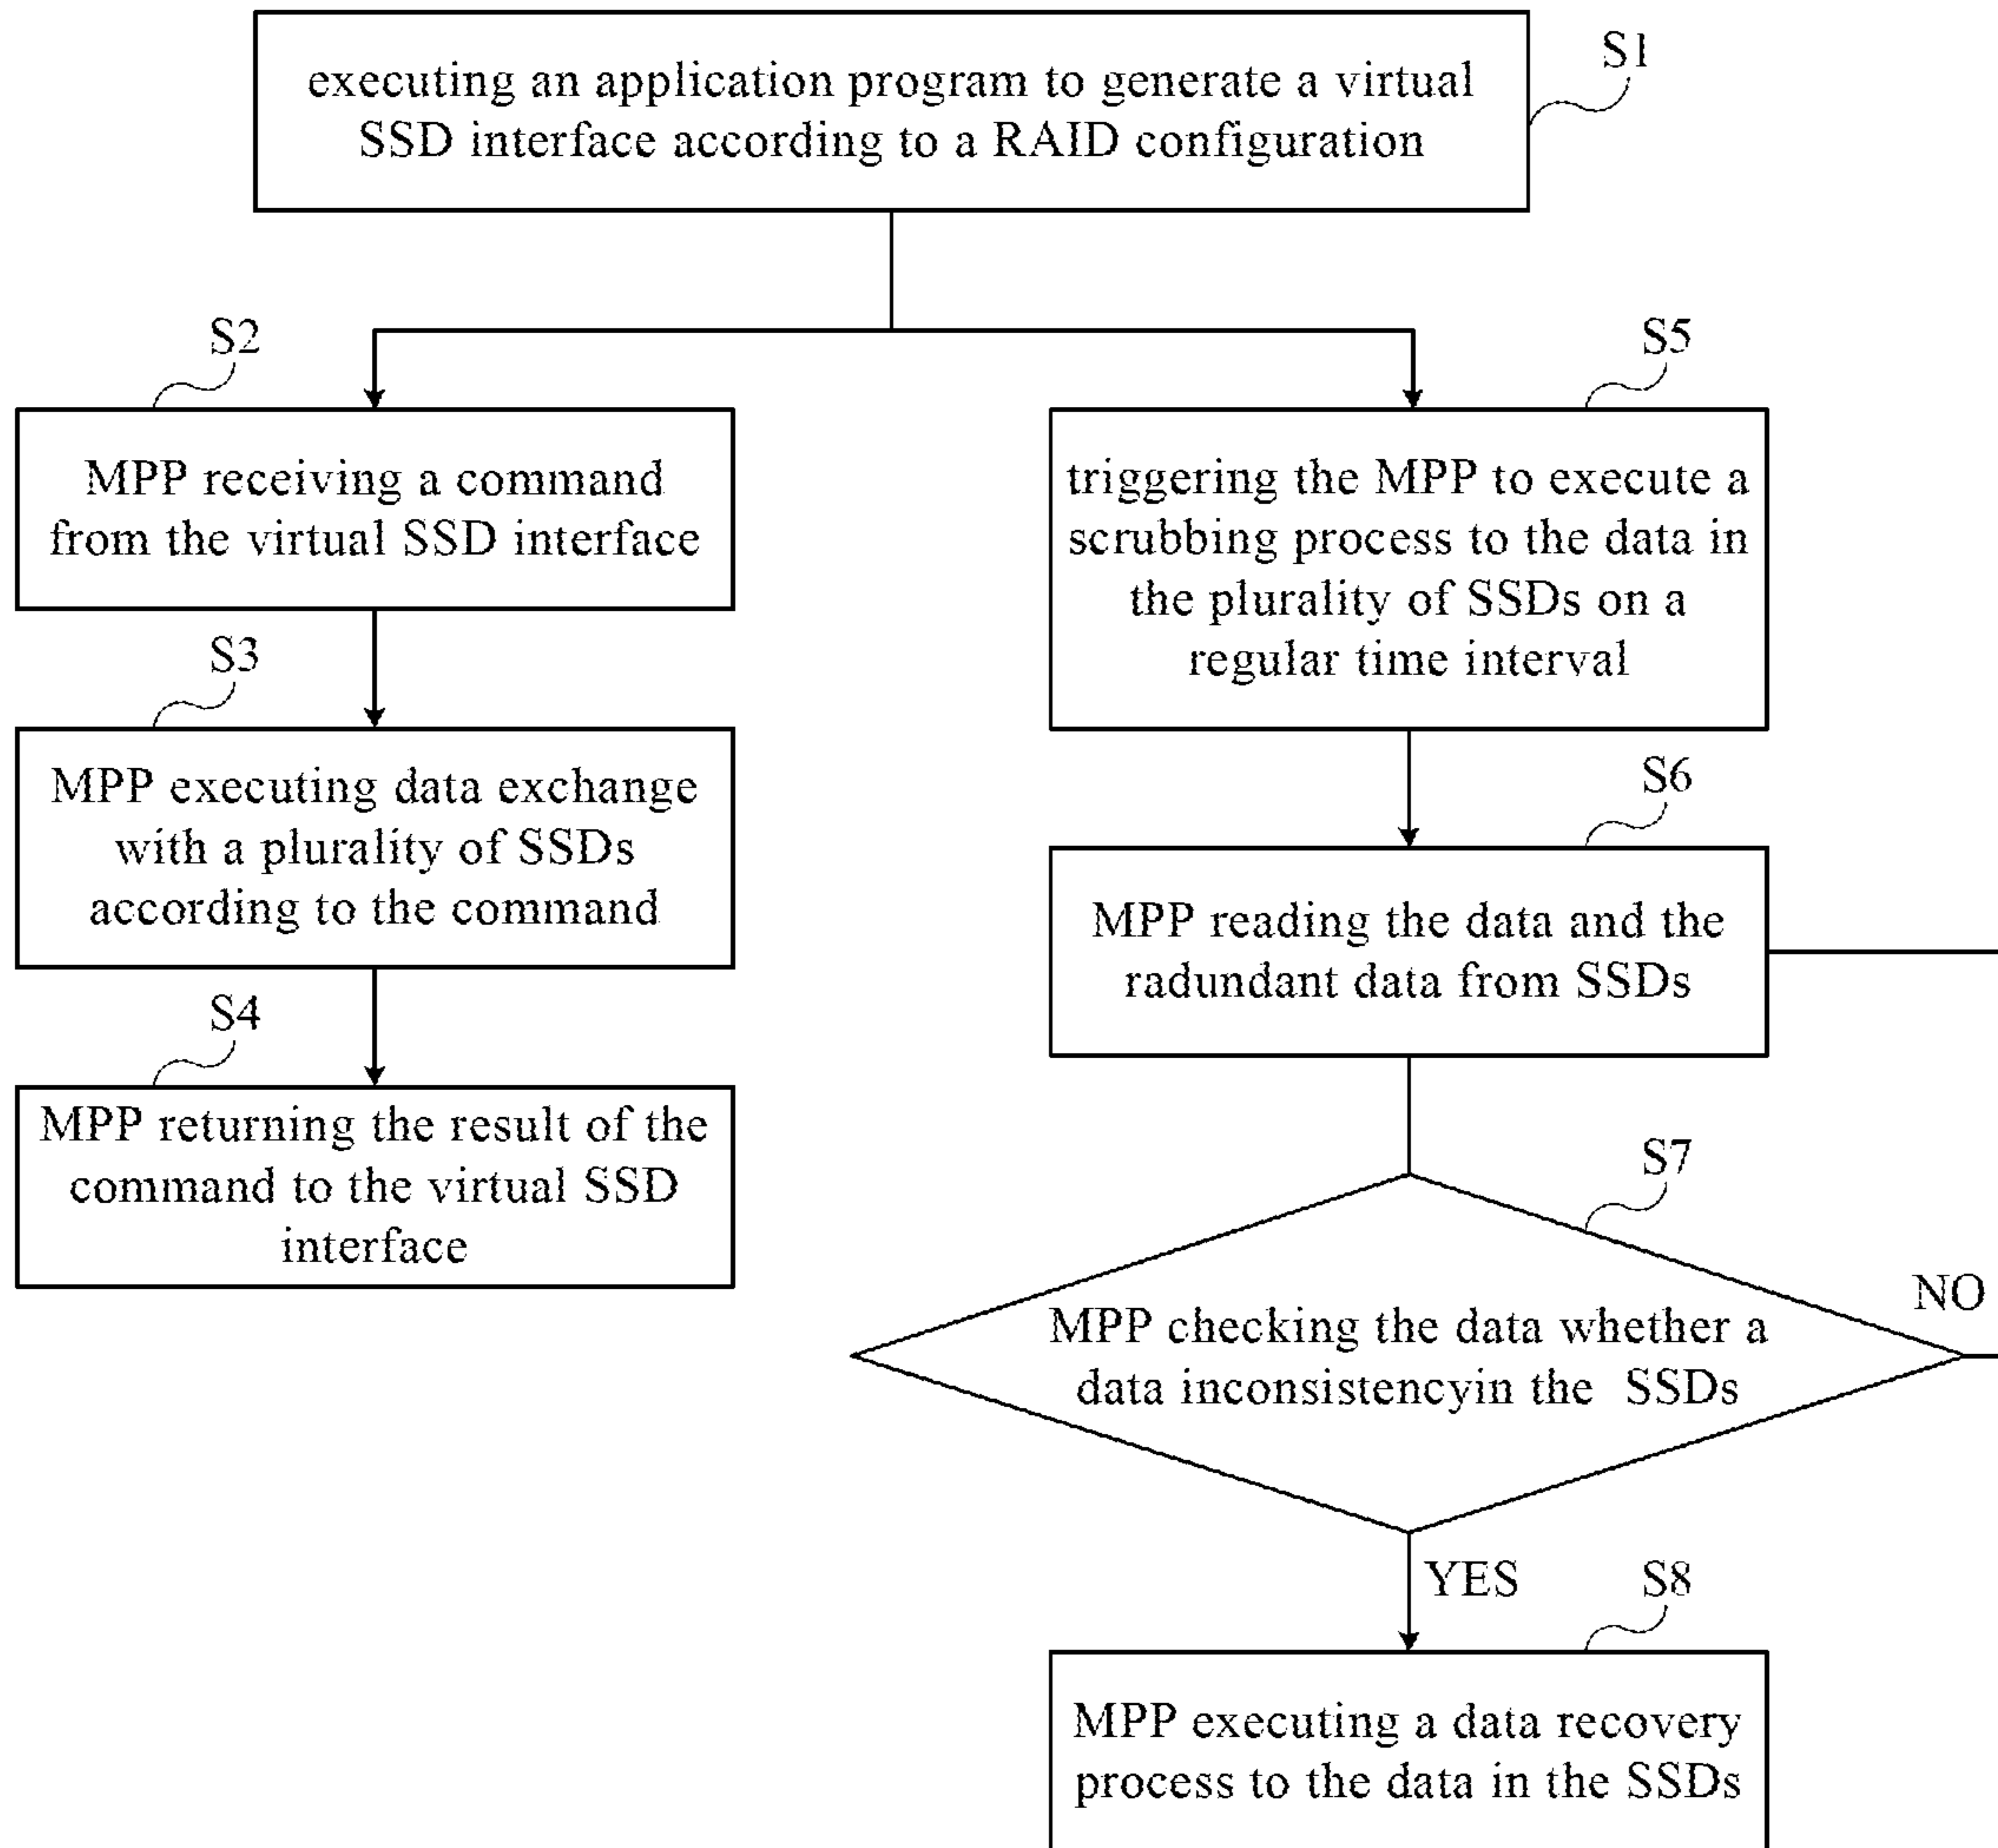 executing an application program to generate a virtual
SSD interface according to a RAID configuration
S1
S2
MPP receiving a command
from the virtual SSD interface
S3
MPP executing data exchange
with a plurality of SSDs
according to the command
S4
MPP returning the result of the
command to the virtual SSD
interface
S5
triggering the MPP to execute a
scrubbing process to the data in
the plurality of SSDs on a
regular time interval
S6
MPP reading the data and the
radundant data from SSDs
S7
MPP checking the data whether a
data inconsistencyin the SSDs
NO
YES
S8
MPP executing a data recovery
process to the data in the SSDs